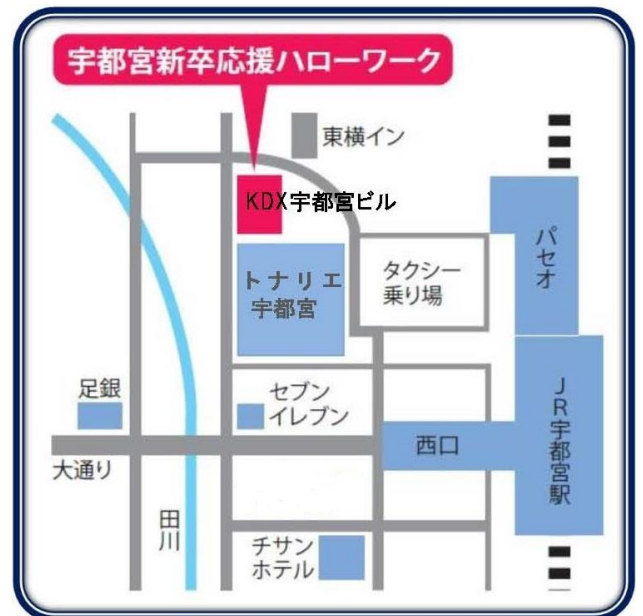 宇都宮新卒応援ハローワーク
東横イン
KDX宇都宮ビル
パセオ
トナリエ
宇都宮
タクシー
乗り場
足銀
セブン
イレブン
JR宇都宮駅
西口
大通り
田川
チサン
ホテル